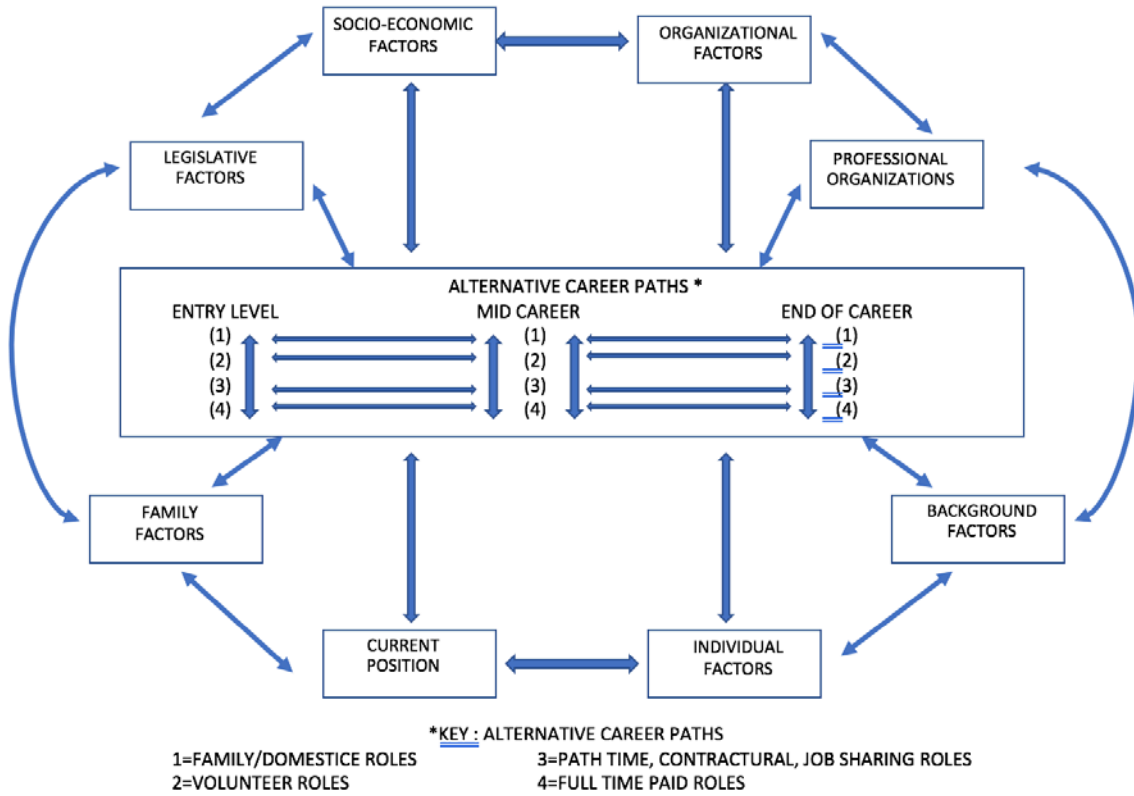 SOCIO-ECONOMIC
FACTORS
ORGANIZATIONAL
FACTORS
LEGISLATIVE
FACTORS
PROFESSIONAL
ORGANIZATIONS
ALTERNATIVE CAREER PATHS *
ENTRY LEVEL MID CAREER END OF CAREER
(1) (1) (1)
(2) (2) (2)
(3) (3) (3)
(4) (4) (4)
FAMILY
FACTORS
BACKGROUND
FACTORS
CURRENT
POSITION
INDIVIDUAL
FACTORS
*KEY : ALTERNATIVE CAREER PATHS
1=FAMILY/DOMESTICE ROLES 3=PATH TIME, CONTRACTURAL, JOB SHARING ROLES
2=VOLUNTEER ROLES 4=FULL TIME PAID ROLES